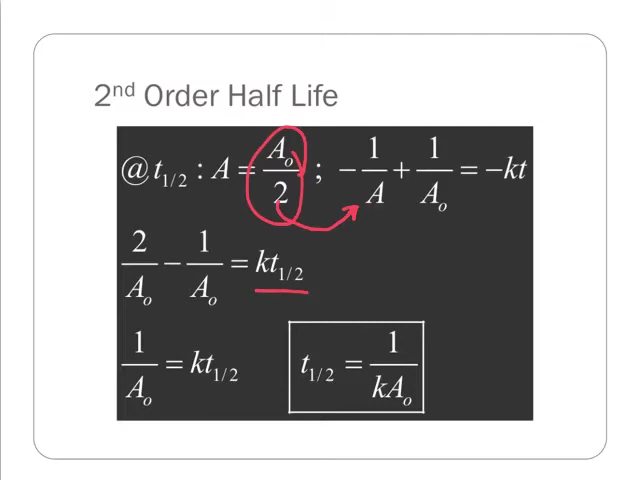 2nd Order Half Life
@ t1/2 : A = Ao/2 ; −1/A + 1/Ao = −kt
2/Ao − 1/Ao = kt1/2
1/Ao = kt1/2 t1/2 = 1/kAo